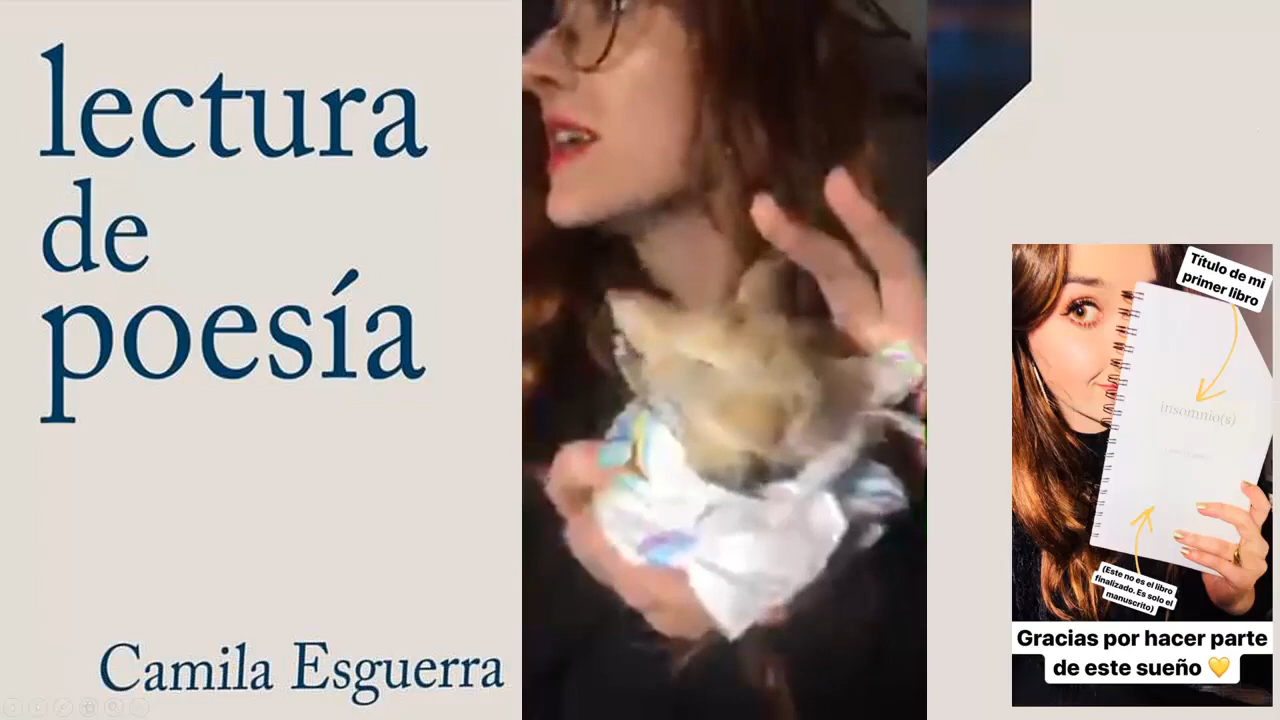 lectura
de
poesía
Camila Esguerra
Título de mi
primer libro
insomnio(s)
(Este no es el libro
finalizado. Es solo el
manuscrito)
Gracias por hacer parte
de este sueño 💛